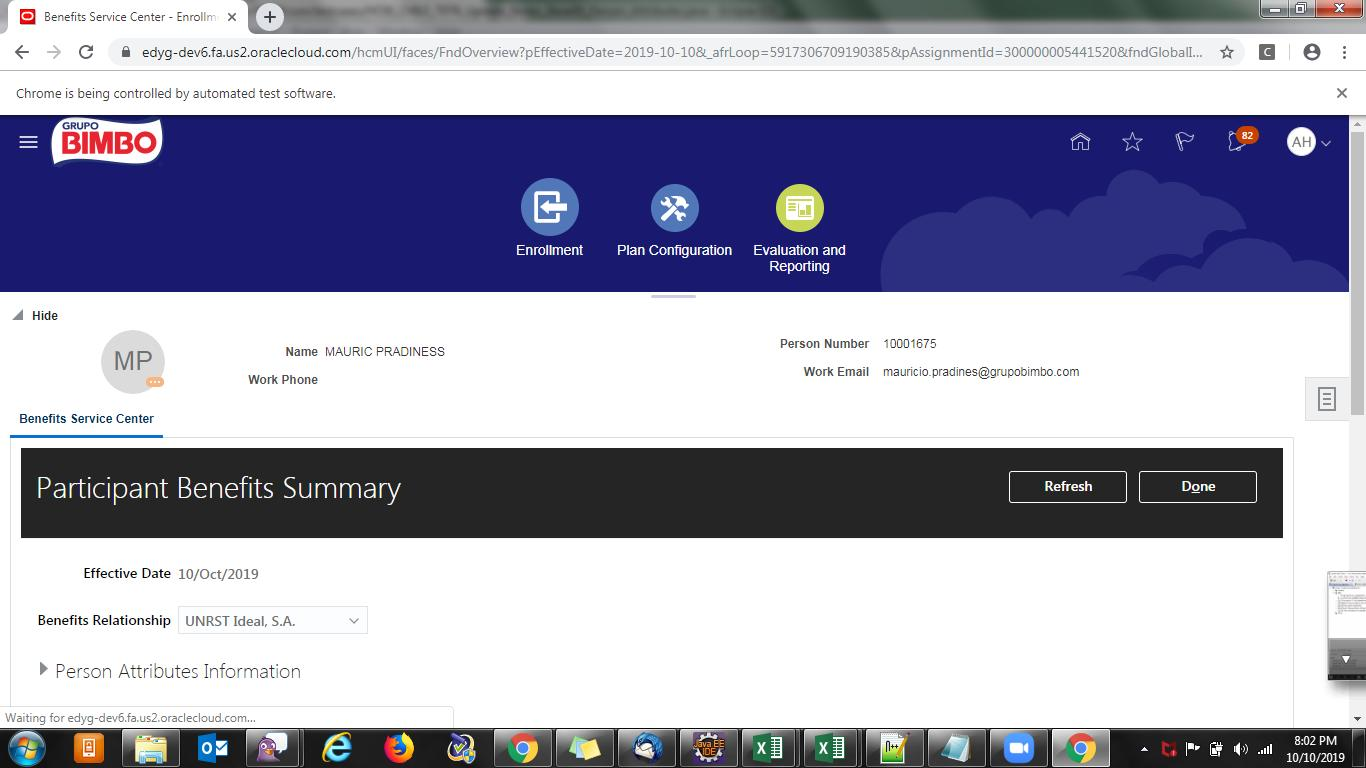 Benefits Service Center - Enrollm
edyg-dev6.fa.us2.oraclecloud.com/hcmUI/faces/FndOverview?pEffectiveDate=2019-10-10&_afrLoop=5917306709190385&pAssignmentId=300000005441520&fndGlobalI...
C
Chrome is being controlled by automated test software.
GRUPO
BIMBO
82
AH
Enrollment
Plan Configuration
Evaluation and
Reporting
Hide
MP
Name MAURIC PRADINESS
Person Number 10001675
Work Phone
Work Email mauricio.pradines@grupobimbo.com
Benefits Service Center
Participant Benefits Summary
Refresh
Done
Effective Date 10/Oct/2019
Benefits Relationship UNRST Ideal, S.A.
Person Attributes Information
Waiting for edyg-dev6.fa.us2.oraclecloud.com...
Java EE
IDE
8:02 PM
10/10/2019